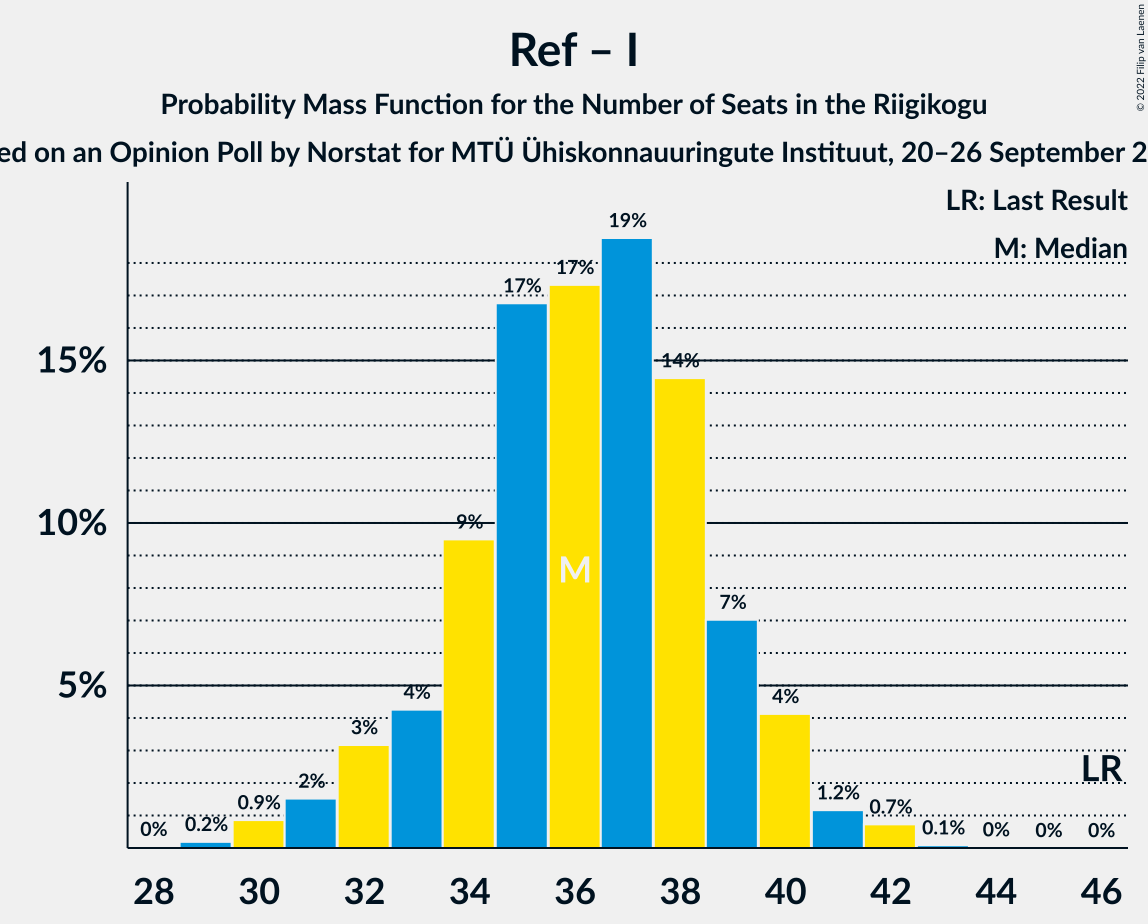 Ref – I
Probability Mass Function for the Number of Seats in the Riigikogu
on an Opinion Poll by Norstat for MTÜ Ühiskonnauuringute Instituut, 20–26 September
© 2022 Filip van Laenen
LR: Last Result
M: Median
19%
17%
17%
15%
14%
10%
9%
M
7%
5%
4%
4%
3%
LR
2%
1.2%
0.9%
0.7%
0.2%
0.1%
0%
0%
0%
0%
28 30 32 34 36 38 40 42 44 46